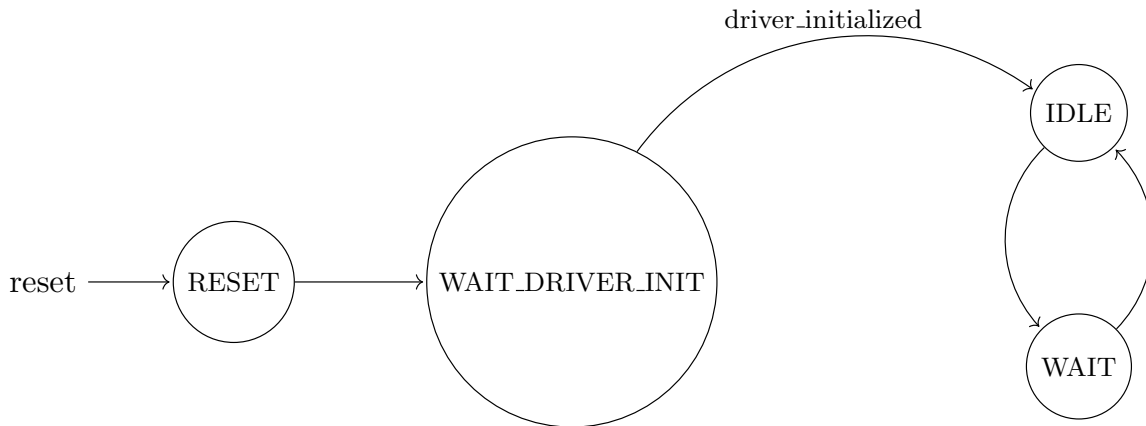 driver_initialized
IDLE
reset
RESET
WAIT_DRIVER_INIT
WAIT